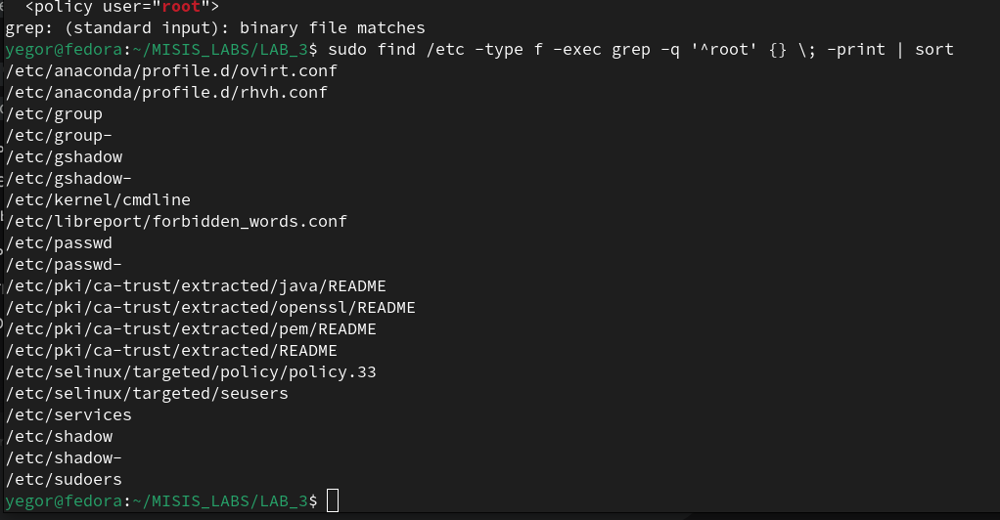 <policy user="root">
grep: (standard input): binary file matches
yegor@fedora:~/MISIS_LABS/LAB_3$ sudo find /etc -type f -exec grep -q '^root' {} \; -print | sort
/etc/anaconda/profile.d/ovirt.conf
/etc/anaconda/profile.d/rhvh.conf
/etc/group
/etc/group-
/etc/gshadow
/etc/gshadow-
/etc/kernel/cmdline
/etc/libreport/forbidden_words.conf
/etc/passwd
/etc/passwd-
/etc/pki/ca-trust/extracted/java/README
/etc/pki/ca-trust/extracted/openssl/README
/etc/pki/ca-trust/extracted/pem/README
/etc/pki/ca-trust/extracted/README
/etc/selinux/targeted/policy/policy.33
/etc/selinux/targeted/seusers
/etc/services
/etc/shadow
/etc/shadow-
/etc/sudoers
yegor@fedora:~/MISIS_LABS/LAB_3$